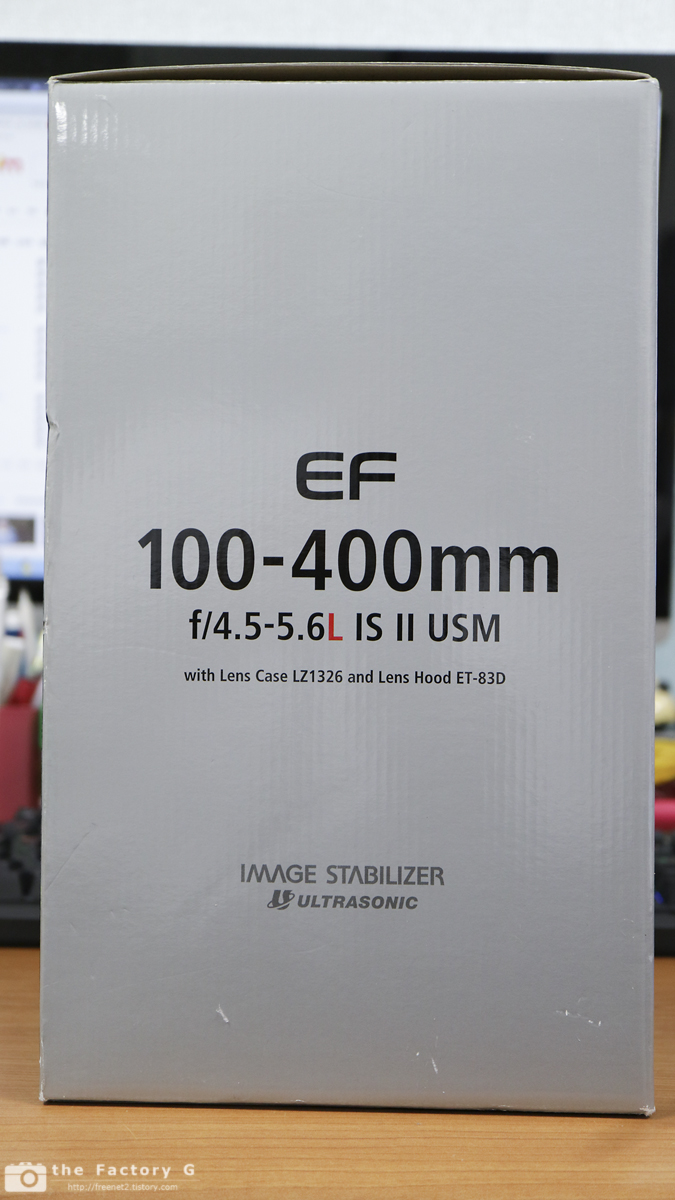 EF
100-400mm
f/4.5-5.6L IS II USM
with Lens Case LZ1326 and Lens Hood ET-83D
IMAGE STABILIZER
ULTRASONIC
the Factory G
http://freenet2.tistory.com